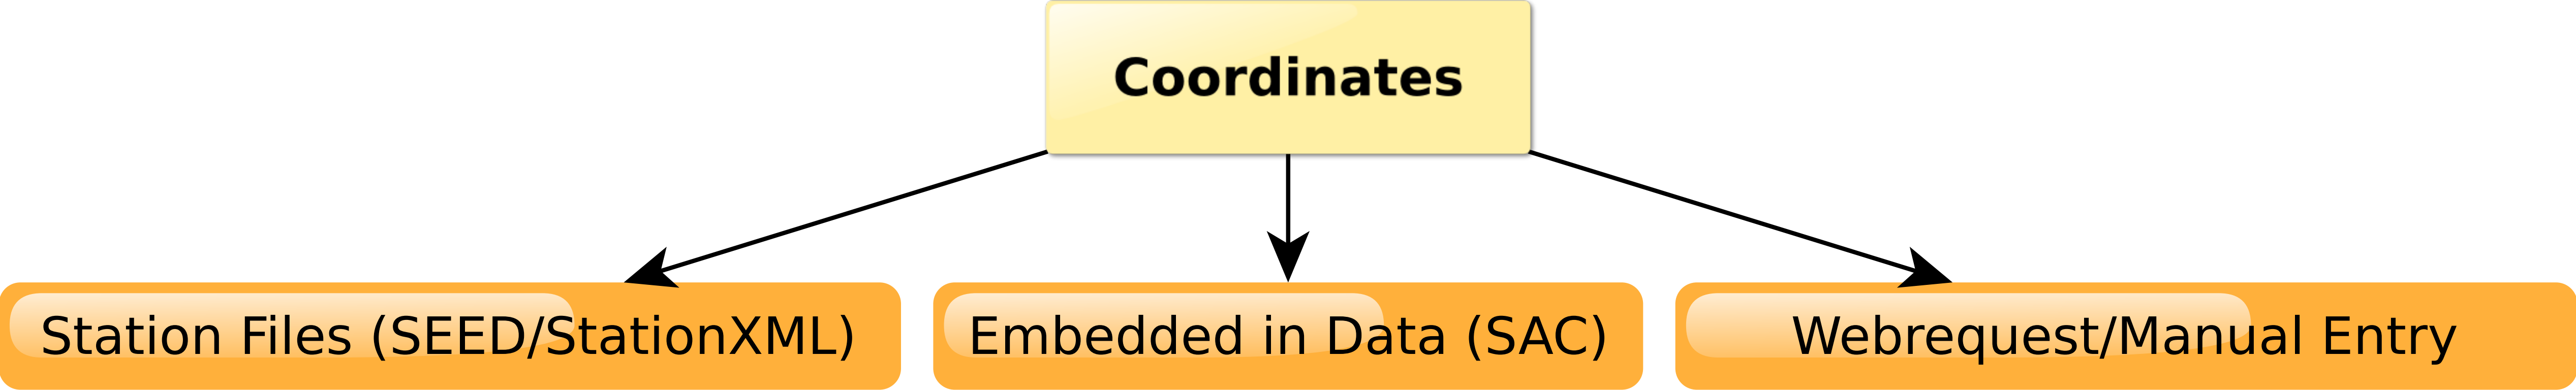 Coordinates
Station Files (SEED/StationXML)
Embedded in Data (SAC)
Webrequest/Manual Entry